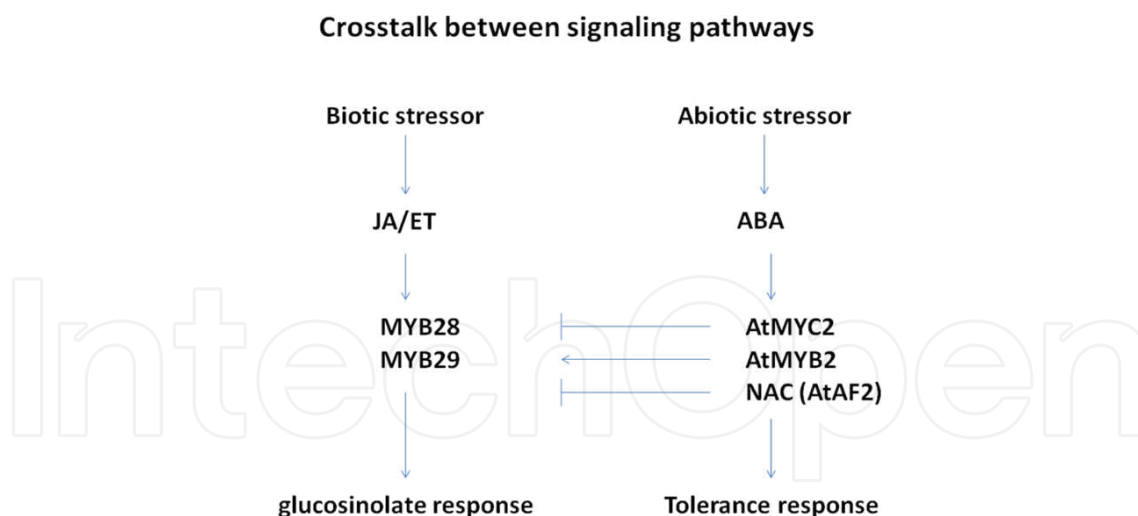 Crosstalk between signaling pathways
Biotic stressor Abiotic stressor
JA/ET ABA
MYB28 AtMYC2
MYB29 AtMYB2
NAC (AtAF2)
IntechOpen
glucosinolate response Tolerance response